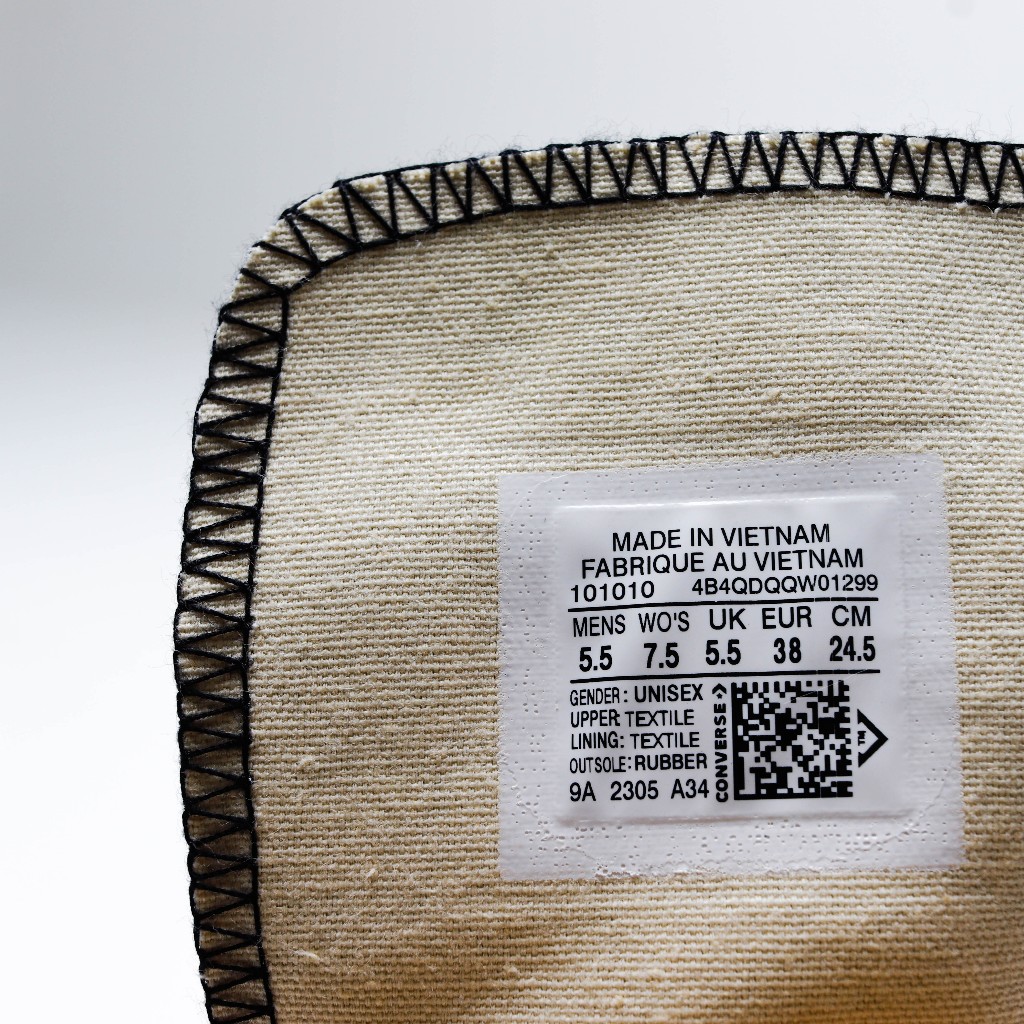 MADE IN VIETNAM
FABRIQUE AU VIETNAM
101010 4B4QDQQW01299
MENS WO'S UK EUR CM
5.5 7.5 5.5 38 24.5
GENDER: UNISEX
UPPER: TEXTILE
LINING: TEXTILE
OUTSOLE: RUBBER
9A 2305 A34
CONVERSE
TM